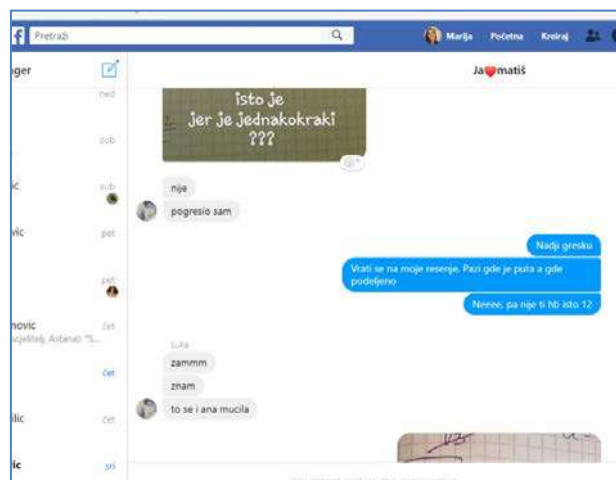 f Pretraži Marija Početna Kreiraj
ger
Ja❤matiš
ned
isto je
jer je jednakokraki
???
sub
ic sub
nije
pogresio sam
vic pet
Nadji gresku
Vrati se na moje resenje. Pazi gde je puta a gde
podeljeno
pet
Neeee, pa nije ti hb isto 12
novic čet
Luka
zammm
čet
znam
to se i ana mucila
ilic čet
ic sri